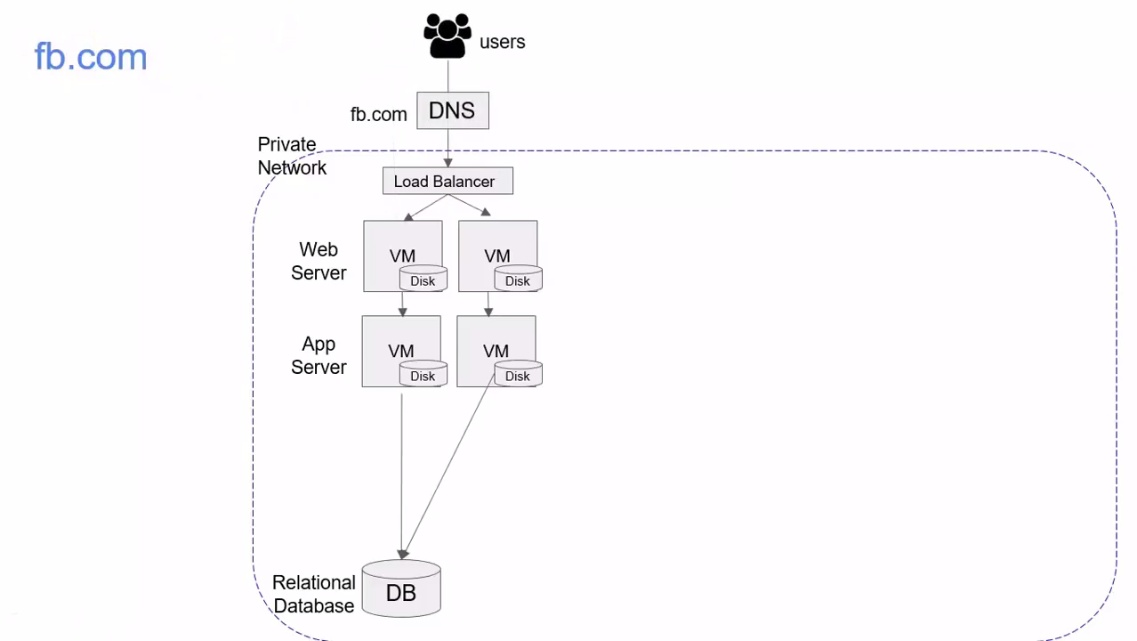 fb.com
users
fb.com
DNS
Private
Network
Load Balancer
Web
Server
VM
Disk
VM
Disk
App
Server
VM
Disk
VM
Disk
Relational
Database
DB